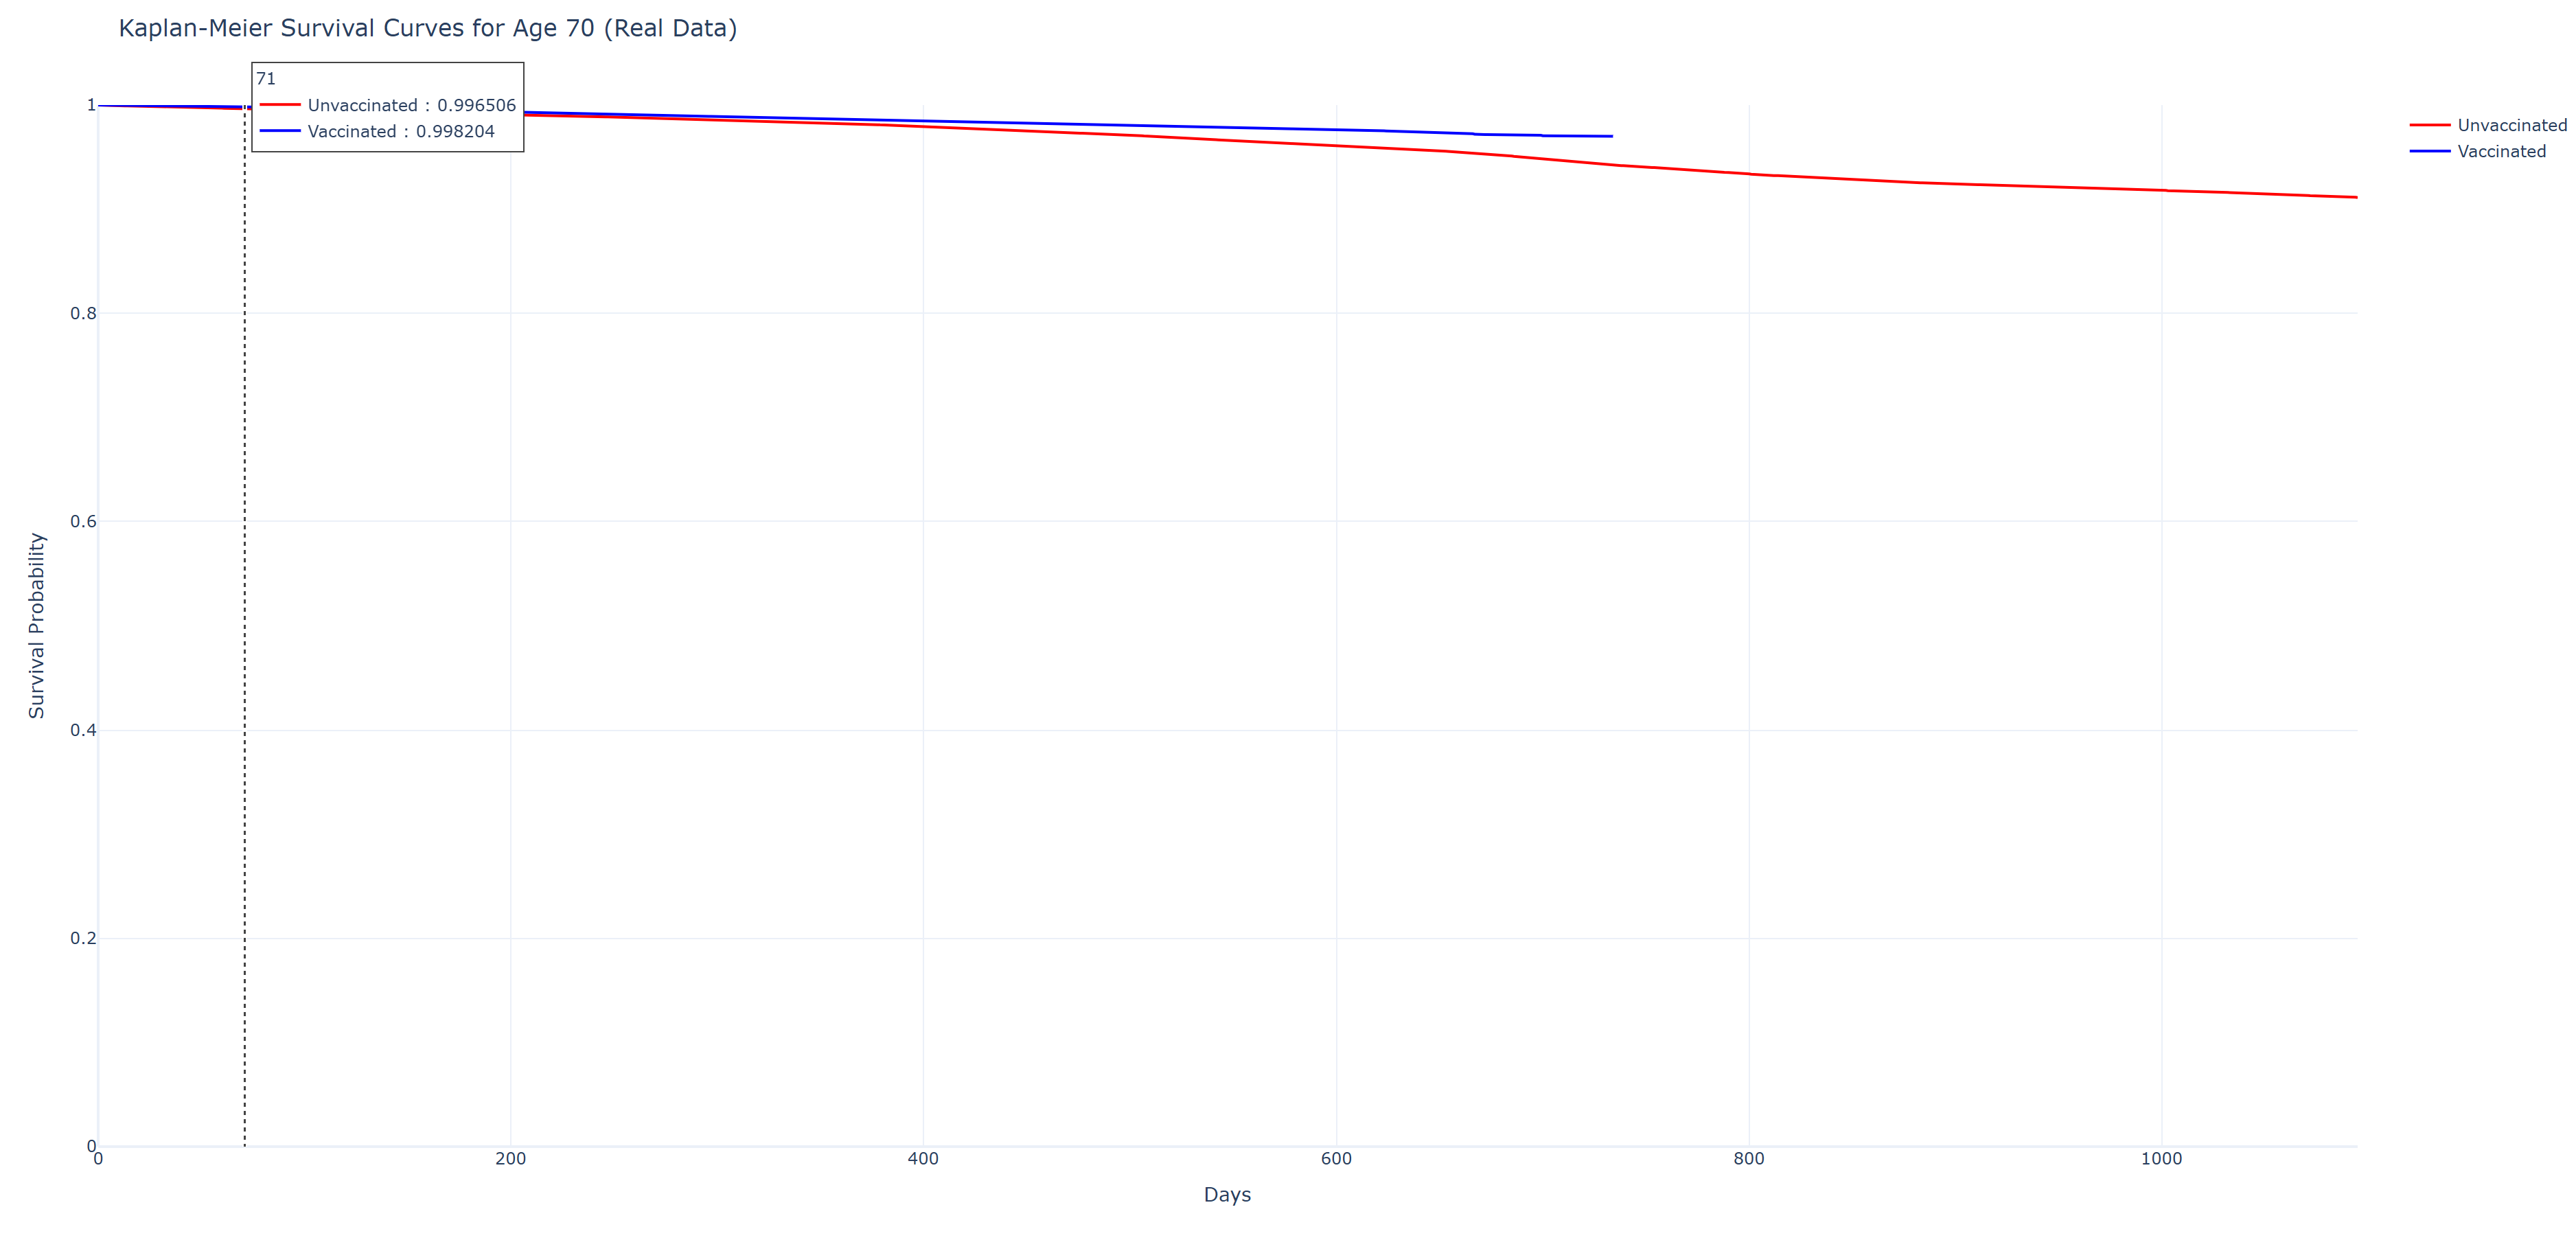 Kaplan-Meier Survival Curves for Age 70 (Real Data)
71
Unvaccinated : 0.996506
Vaccinated : 0.998204
Unvaccinated
Vaccinated
1
0.8
0.6
0.4
0.2
0
Survival Probability
0
200
400
600
800
1000
Days